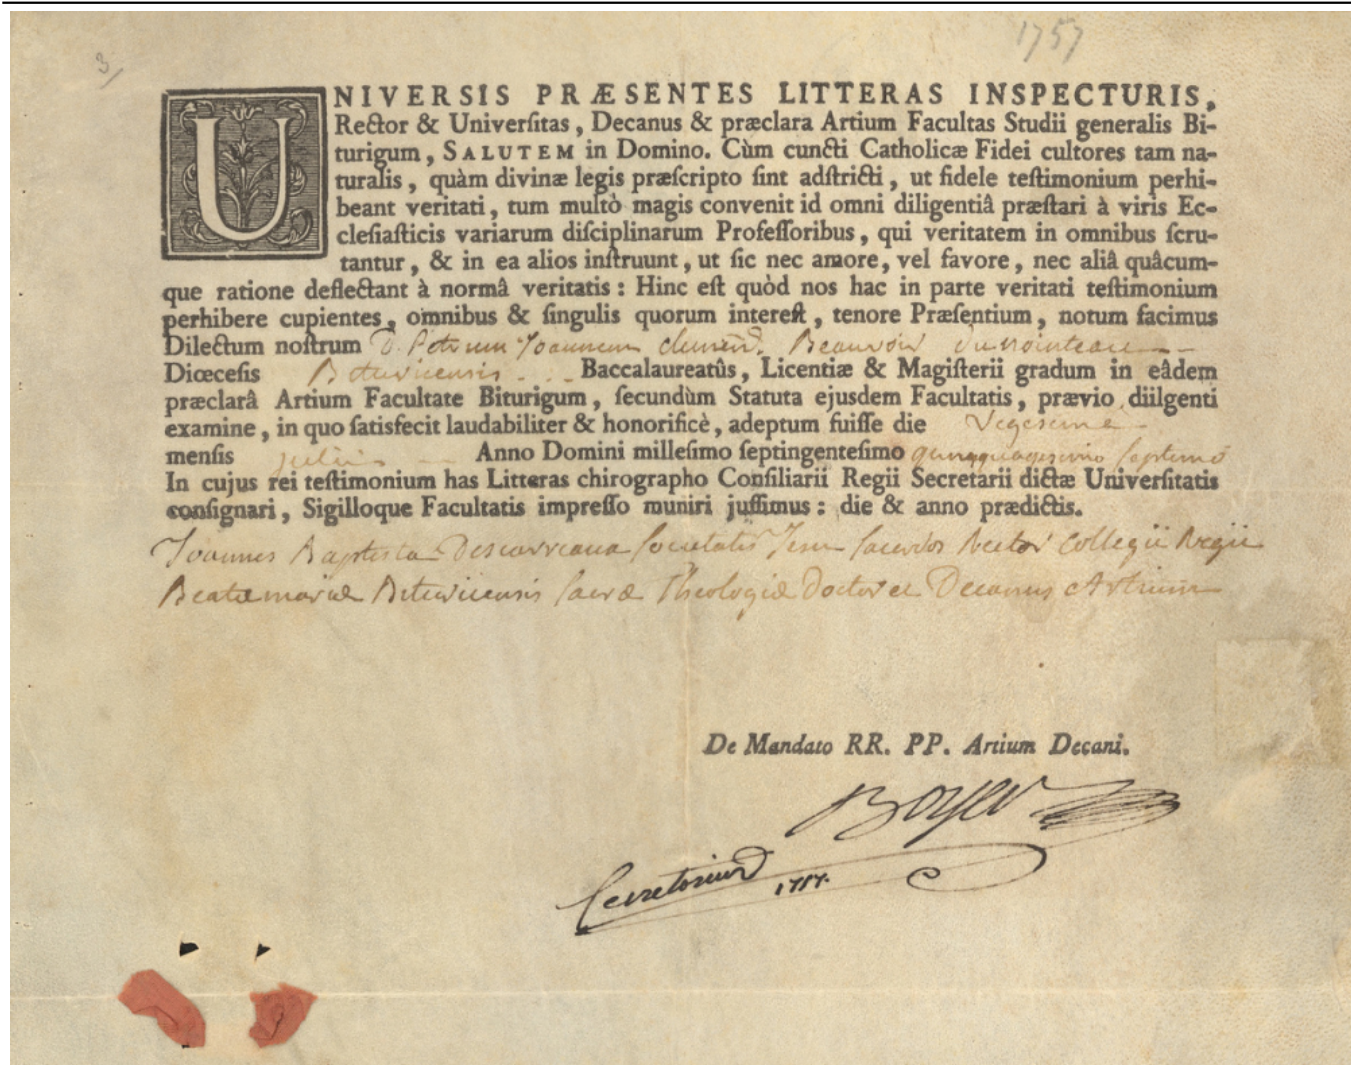 1757
3/
UNIVERSIS PRÆSENTES LITTERAS INSPECTURIS,
Rector & Univerſitas, Decanus & præclara Artium Facultas Studii generalis Bi-
turigum, SALUTEM in Domino. Cùm cuncti Catholicæ Fidei cultores tam na-
turalis, quàm divinæ legis præſcripto ſint adſtricti, ut fidele teſtimonium perhi-
beant veritati, tum multò magis convenit id omni diligentiâ præſtari à viris Ec-
cleſiaſticis variarum diſciplinarum Profeſſoribus, qui veritatem in omnibus ſcru-
tantur, & in ea alios inſtruunt, ut ſic nec amore, vel favore, nec aliâ quâcum-
que ratione deflectant à normâ veritatis: Hinc eſt quòd nos hac in parte veritati teſtimonium
perhibere cupientes, omnibus & ſingulis quorum intereſt, tenore Præſentium, notum facimus
Dilectum noſtrum D. Petrum Joannem Beauvoir
Diœceſis Bituricensis Baccalaureatûs, Licentiæ & Magiſterii gradum in eâdem
præclarâ Artium Facultate Biturigum, ſecundùm Statuta ejuſdem Facultatis, prævio diilgenti
examine, in quo ſatisfecit laudabiliter & honorificè, adeptum fuiſſe die Vegesima
menſis julii Anno Domini milleſimo ſeptingenteſimo quinquagesimo septimo
In cujus rei teſtimonium has Litteras chirographo Conſiliarii Regii Secretarii dictæ Univerſitatis
conſignari, Sigilloque Facultatis impreſſo muniri juſſimus: die & anno prædictis.
Joannes Baptista societatis Jesu sacerdos Rector Collegii Regii
Beatæ mariæ Bituricensis sacræ Theologiæ Doctor et Decanus Artium
De Mandato RR. PP. Artium Decani.
Boyer
1757.